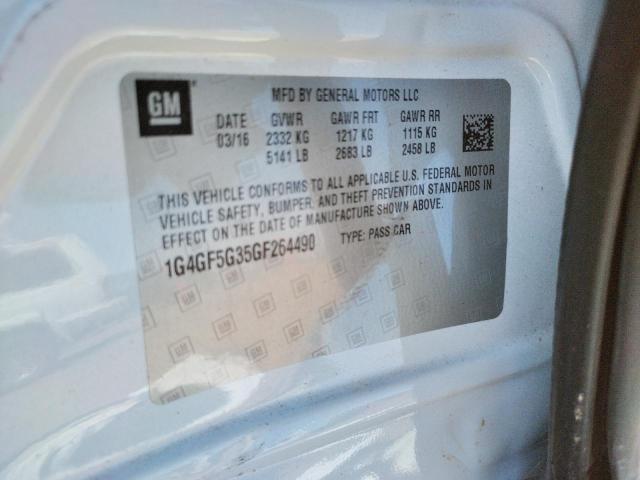 GM
MFD BY GENERAL MOTORS LLC
DATE GVWR GAWR FRT GAWR RR
03/16 2332 KG 1217 KG 1115 KG
5141 LB 2683 LB 2458 LB
THIS VEHICLE CONFORMS TO ALL APPLICABLE U.S. FEDERAL MOTOR
VEHICLE SAFETY, BUMPER, AND THEFT PREVENTION STANDARDS IN
EFFECT ON THE DATE OF MANUFACTURE SHOWN ABOVE.
1G4GF5G35GF264490 TYPE: PASS CAR